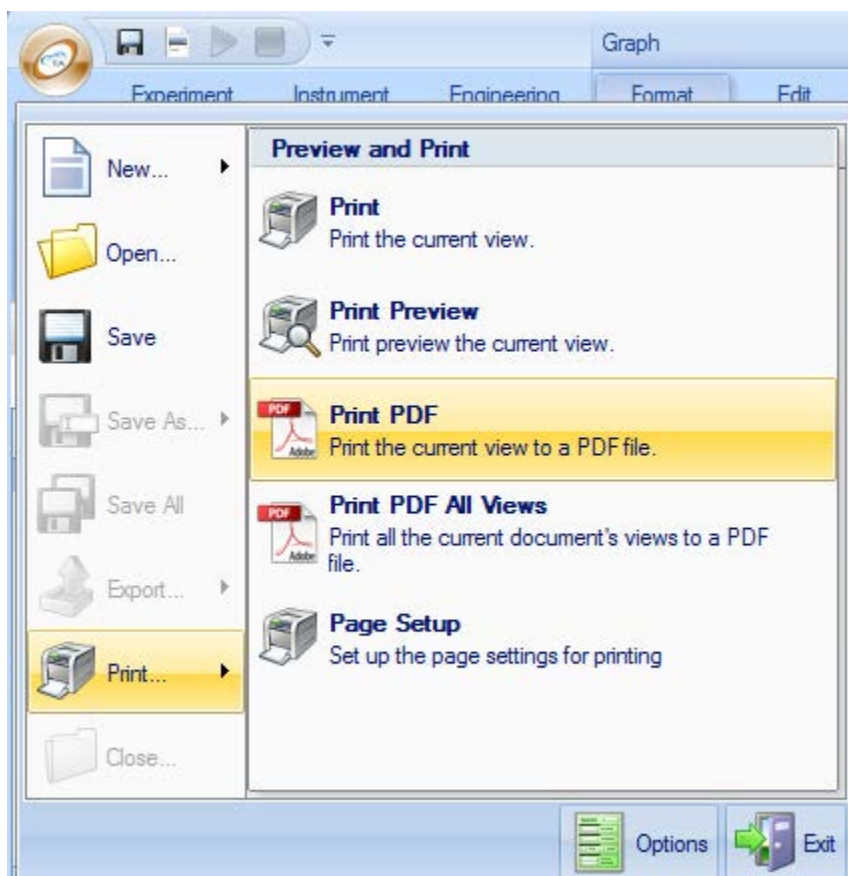 Graph
Experiment Instrument Engineering Format Edit
New...
Open...
Save
Save As...
Save All
Export...
Print...
Close...
Preview and Print
Print
Print the current view.
Print Preview
Print preview the current view.
PDF
Adobe
Print PDF
Print the current view to a PDF file.
PDF
Adobe
Print PDF All Views
Print all the current document's views to a PDF
file.
Page Setup
Set up the page settings for printing
Options
Exit